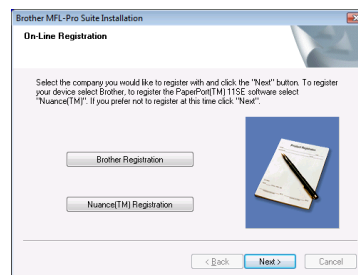 Brother MFL-Pro Suite Installation
On-Line Registration
Select the company you would like to register with and click the "Next" button. To register
your device select Brother, to register the PaperPort(TM) 11SE software select
"Nuance(TM)". If you prefer not to register at this time click "Next".
Brother Registration
Nuance(TM) Registration
< Back Next > Cancel